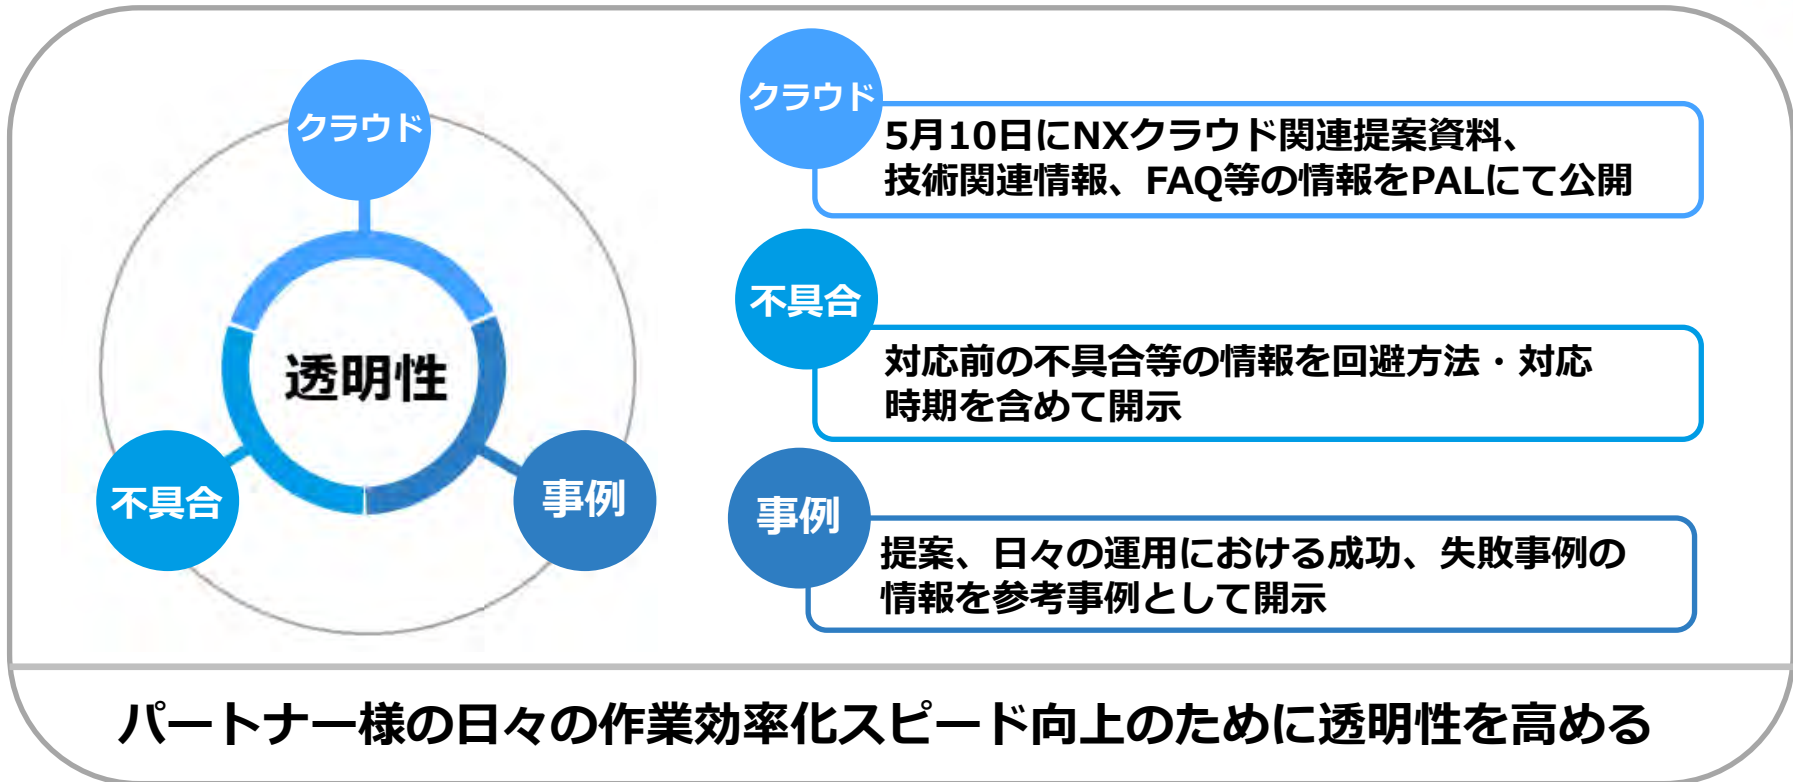 クラウド
透明性
不具合
事例
クラウド
5月10日にNXクラウド関連提案資料、
技術関連情報、FAQ等の情報をPALにて公開
不具合
対応前の不具合等の情報を回避方法・対応
時期を含めて開示
事例
提案、日々の運用における成功、失敗事例の
情報を参考事例として開示
パートナー様の日々の作業効率化スピード向上のために透明性を高める